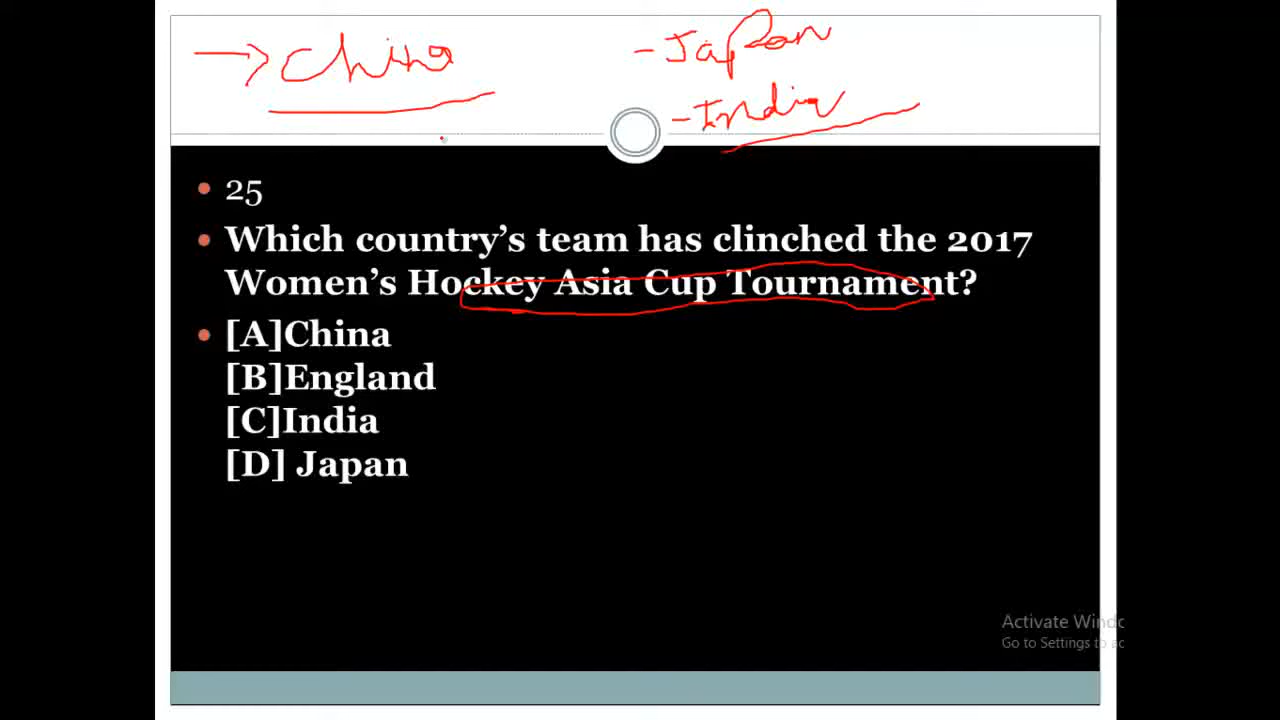 → China
- Japan
- India
25
Which country's team has clinched the 2017
Women's Hockey Asia Cup Tournament?
[A]China
[B]England
[C]India
[D] Japan
Activate Windo
Go to Settings to ac